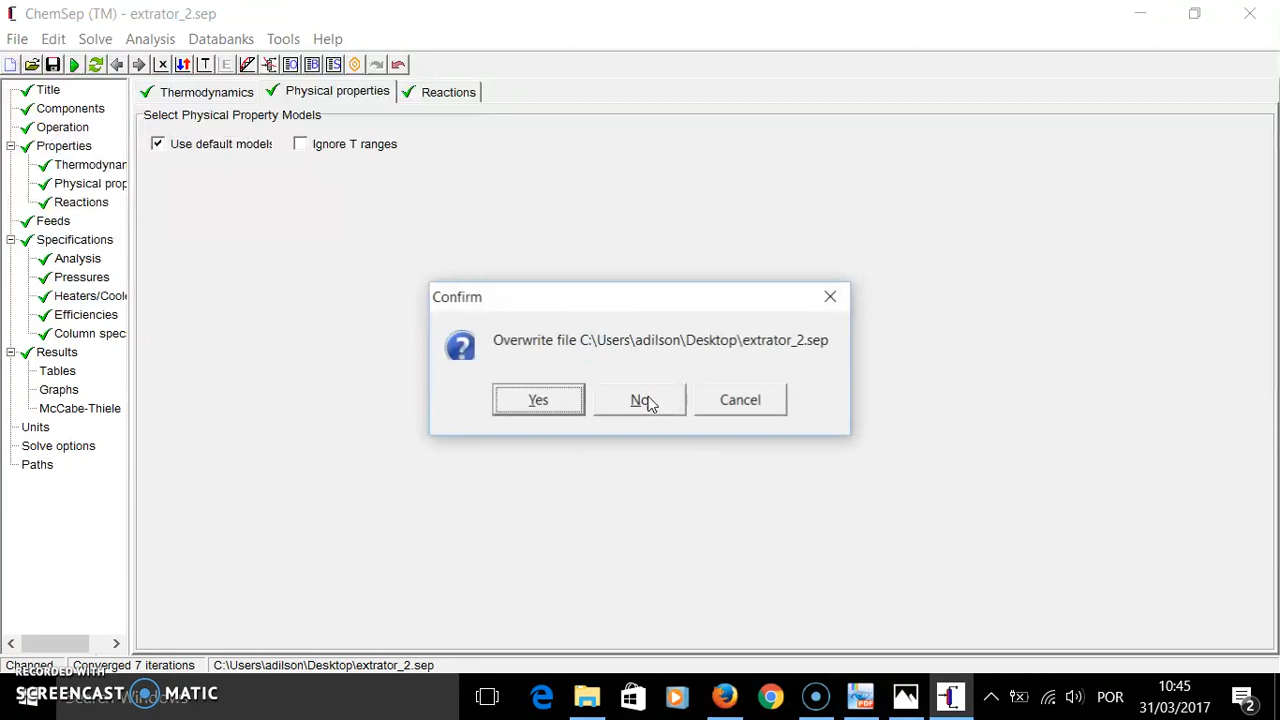 ChemSep (TM) - extrator_2.sep
File Edit Solve Analysis Databanks Tools Help
Title
Components
Operation
Properties
Thermodynar
Physical prop
Reactions
Feeds
Specifications
Analysis
Pressures
Heaters/Coole
Efficiencies
Column spec
Results
Tables
Graphs
McCabe-Thiele
Units
Solve options
Paths
Thermodynamics Physical properties Reactions
Select Physical Property Models
Use default models Ignore T ranges
Confirm
Overwrite file C:\Users\adilson\Desktop\extrator_2.sep
Yes No Cancel
Changed Converged 7 iterations C:\Users\adilson\Desktop\extrator_2.sep
RECORDED WITH
SCREENCAST MATIC
Search Windows
POR
10:45
31/03/2017
2